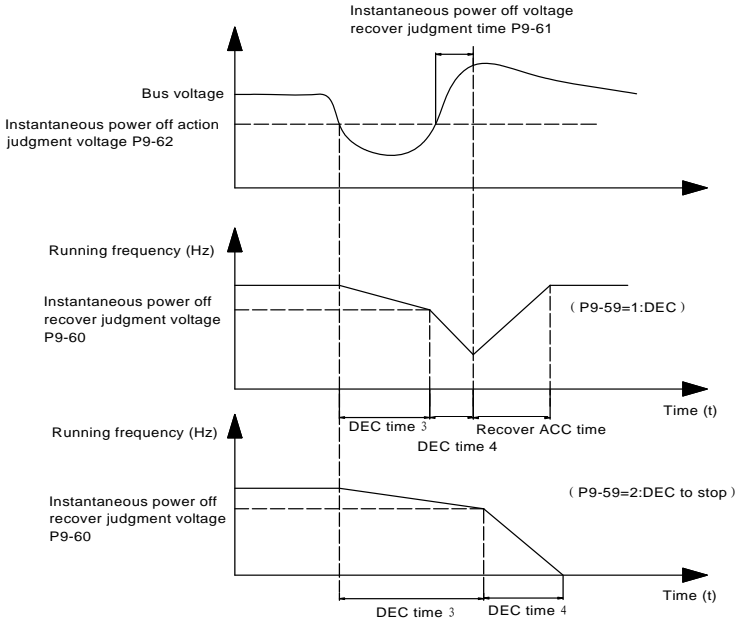 Instantaneous power off voltage
recover judgment time P9-61
Bus voltage
Instantaneous power off action
judgment voltage P9-62
Running frequency (Hz)
Instantaneous power off
recover judgment voltage
P9-60
( P9-59=1:DEC )
Time (t)
DEC time 3
Recover ACC time
DEC time 4
Running frequency (Hz)
Instantaneous power off
recover judgment voltage
P9-60
( P9-59=2:DEC to stop )
Time (t)
DEC time 3
DEC time 4